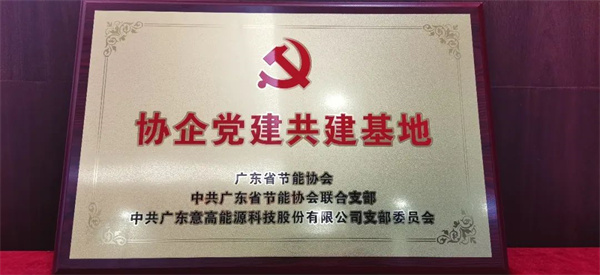 协企党建共建基地
广东省节能协会
中共广东省节能协会联合支部
中共广东意高能源科技股份有限公司支部委员会